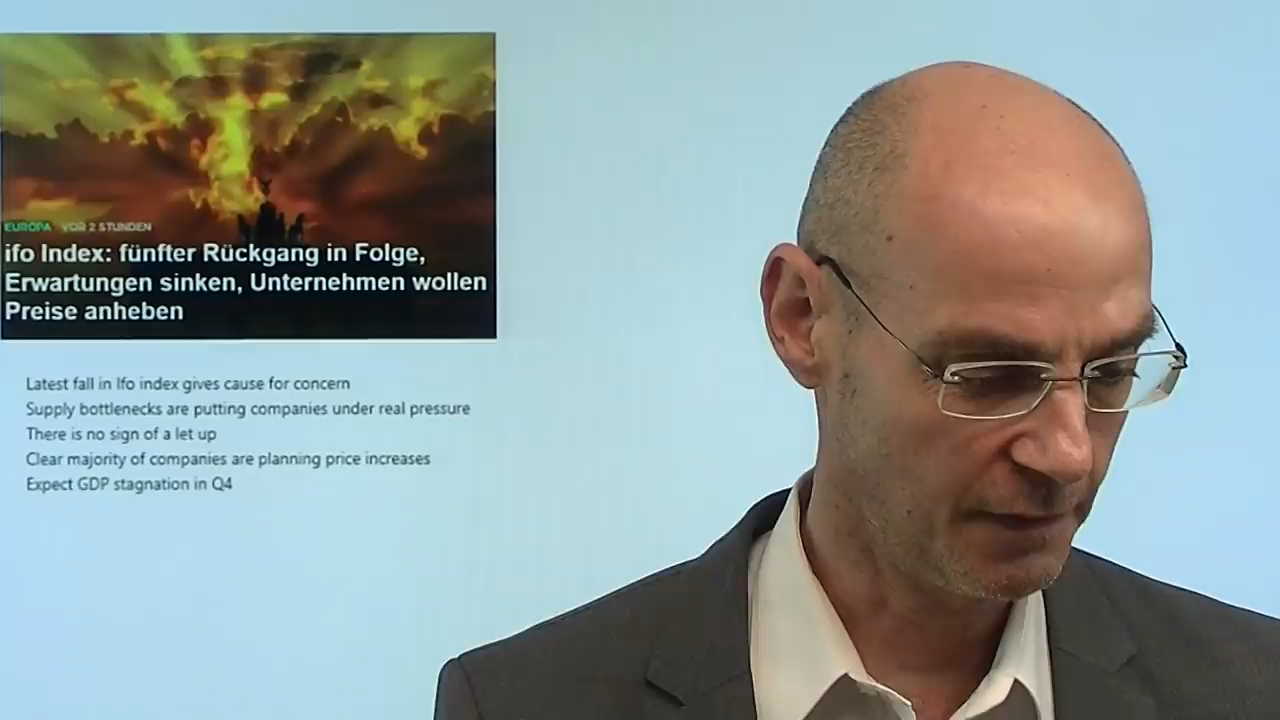 EUROPA VOR 2 STUNDEN
ifo Index: fünfter Rückgang in Folge,
Erwartungen sinken, Unternehmen wollen
Preise anheben
Latest fall in Ifo index gives cause for concern
Supply bottlenecks are putting companies under real pressure
There is no sign of a let up
Clear majority of companies are planning price increases
Expect GDP stagnation in Q4